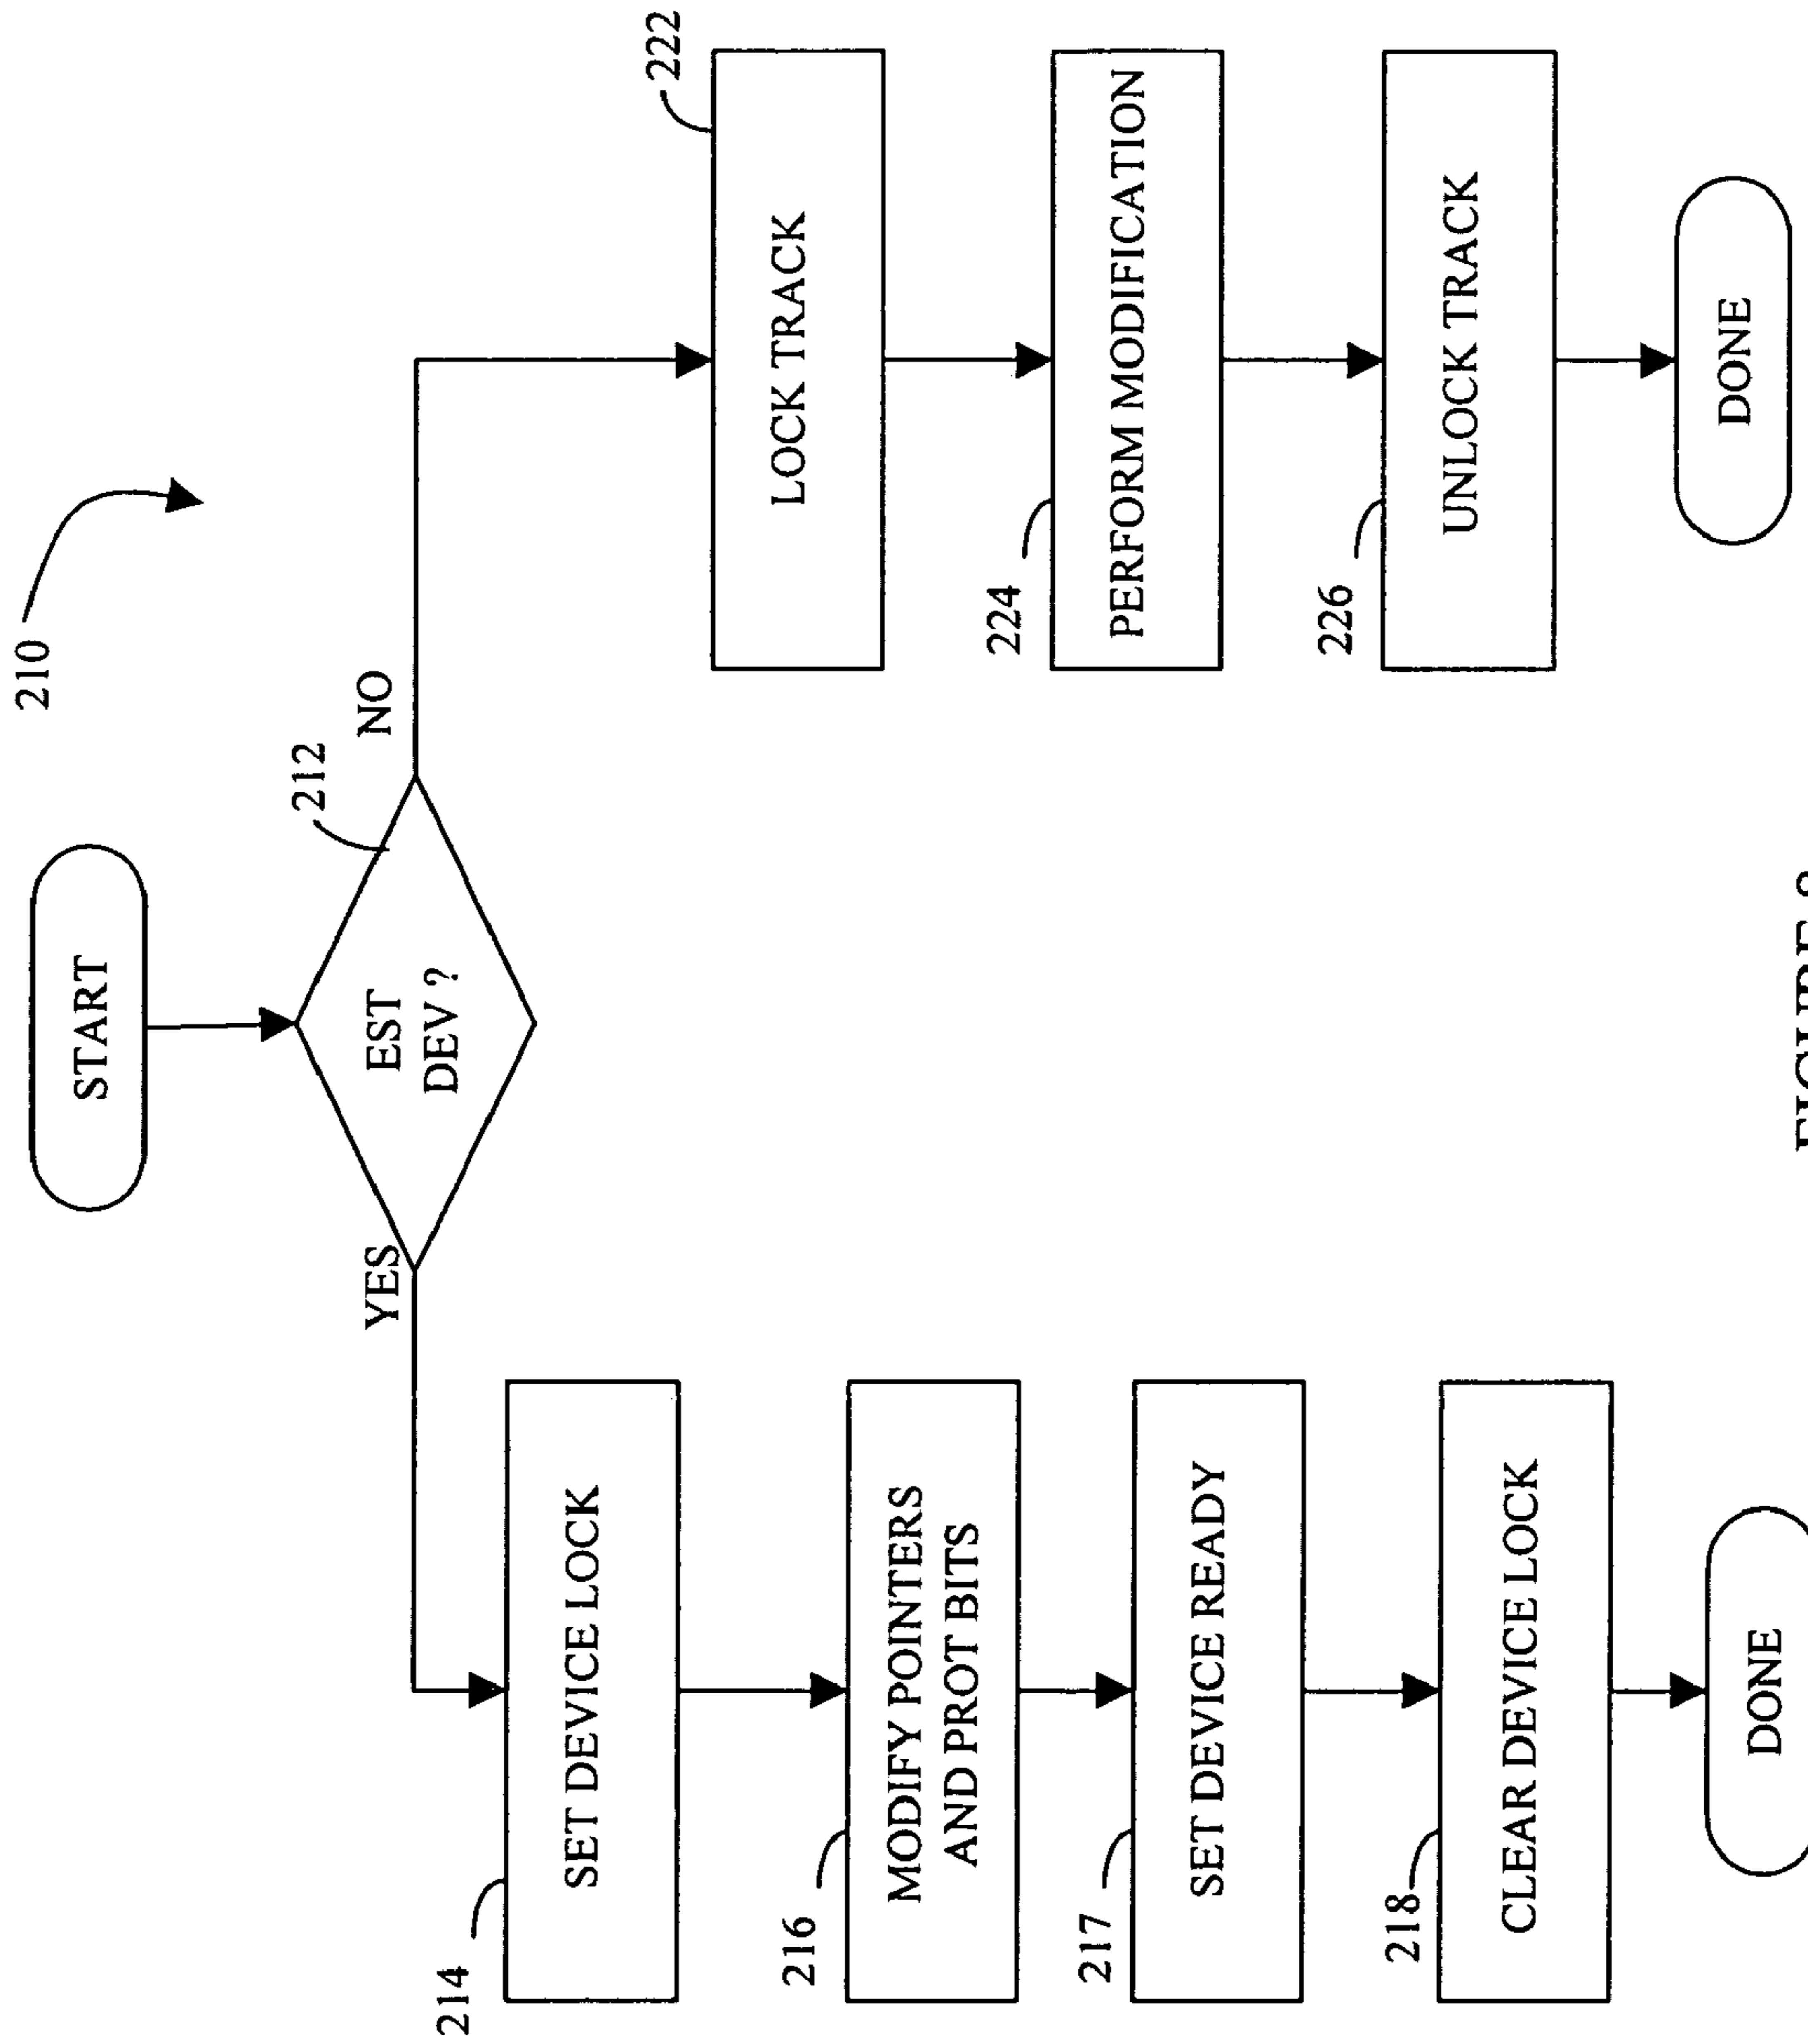 210
START
212
EST
DEV ?
YES
NO
214
SET DEVICE LOCK
216
MODIFY POINTERS
AND PROT BITS
217
SET DEVICE READY
218
CLEAR DEVICE LOCK
DONE
222
LOCK TRACK
224
PERFORM MODIFICATION
226
UNLOCK TRACK
DONE
FIGURE